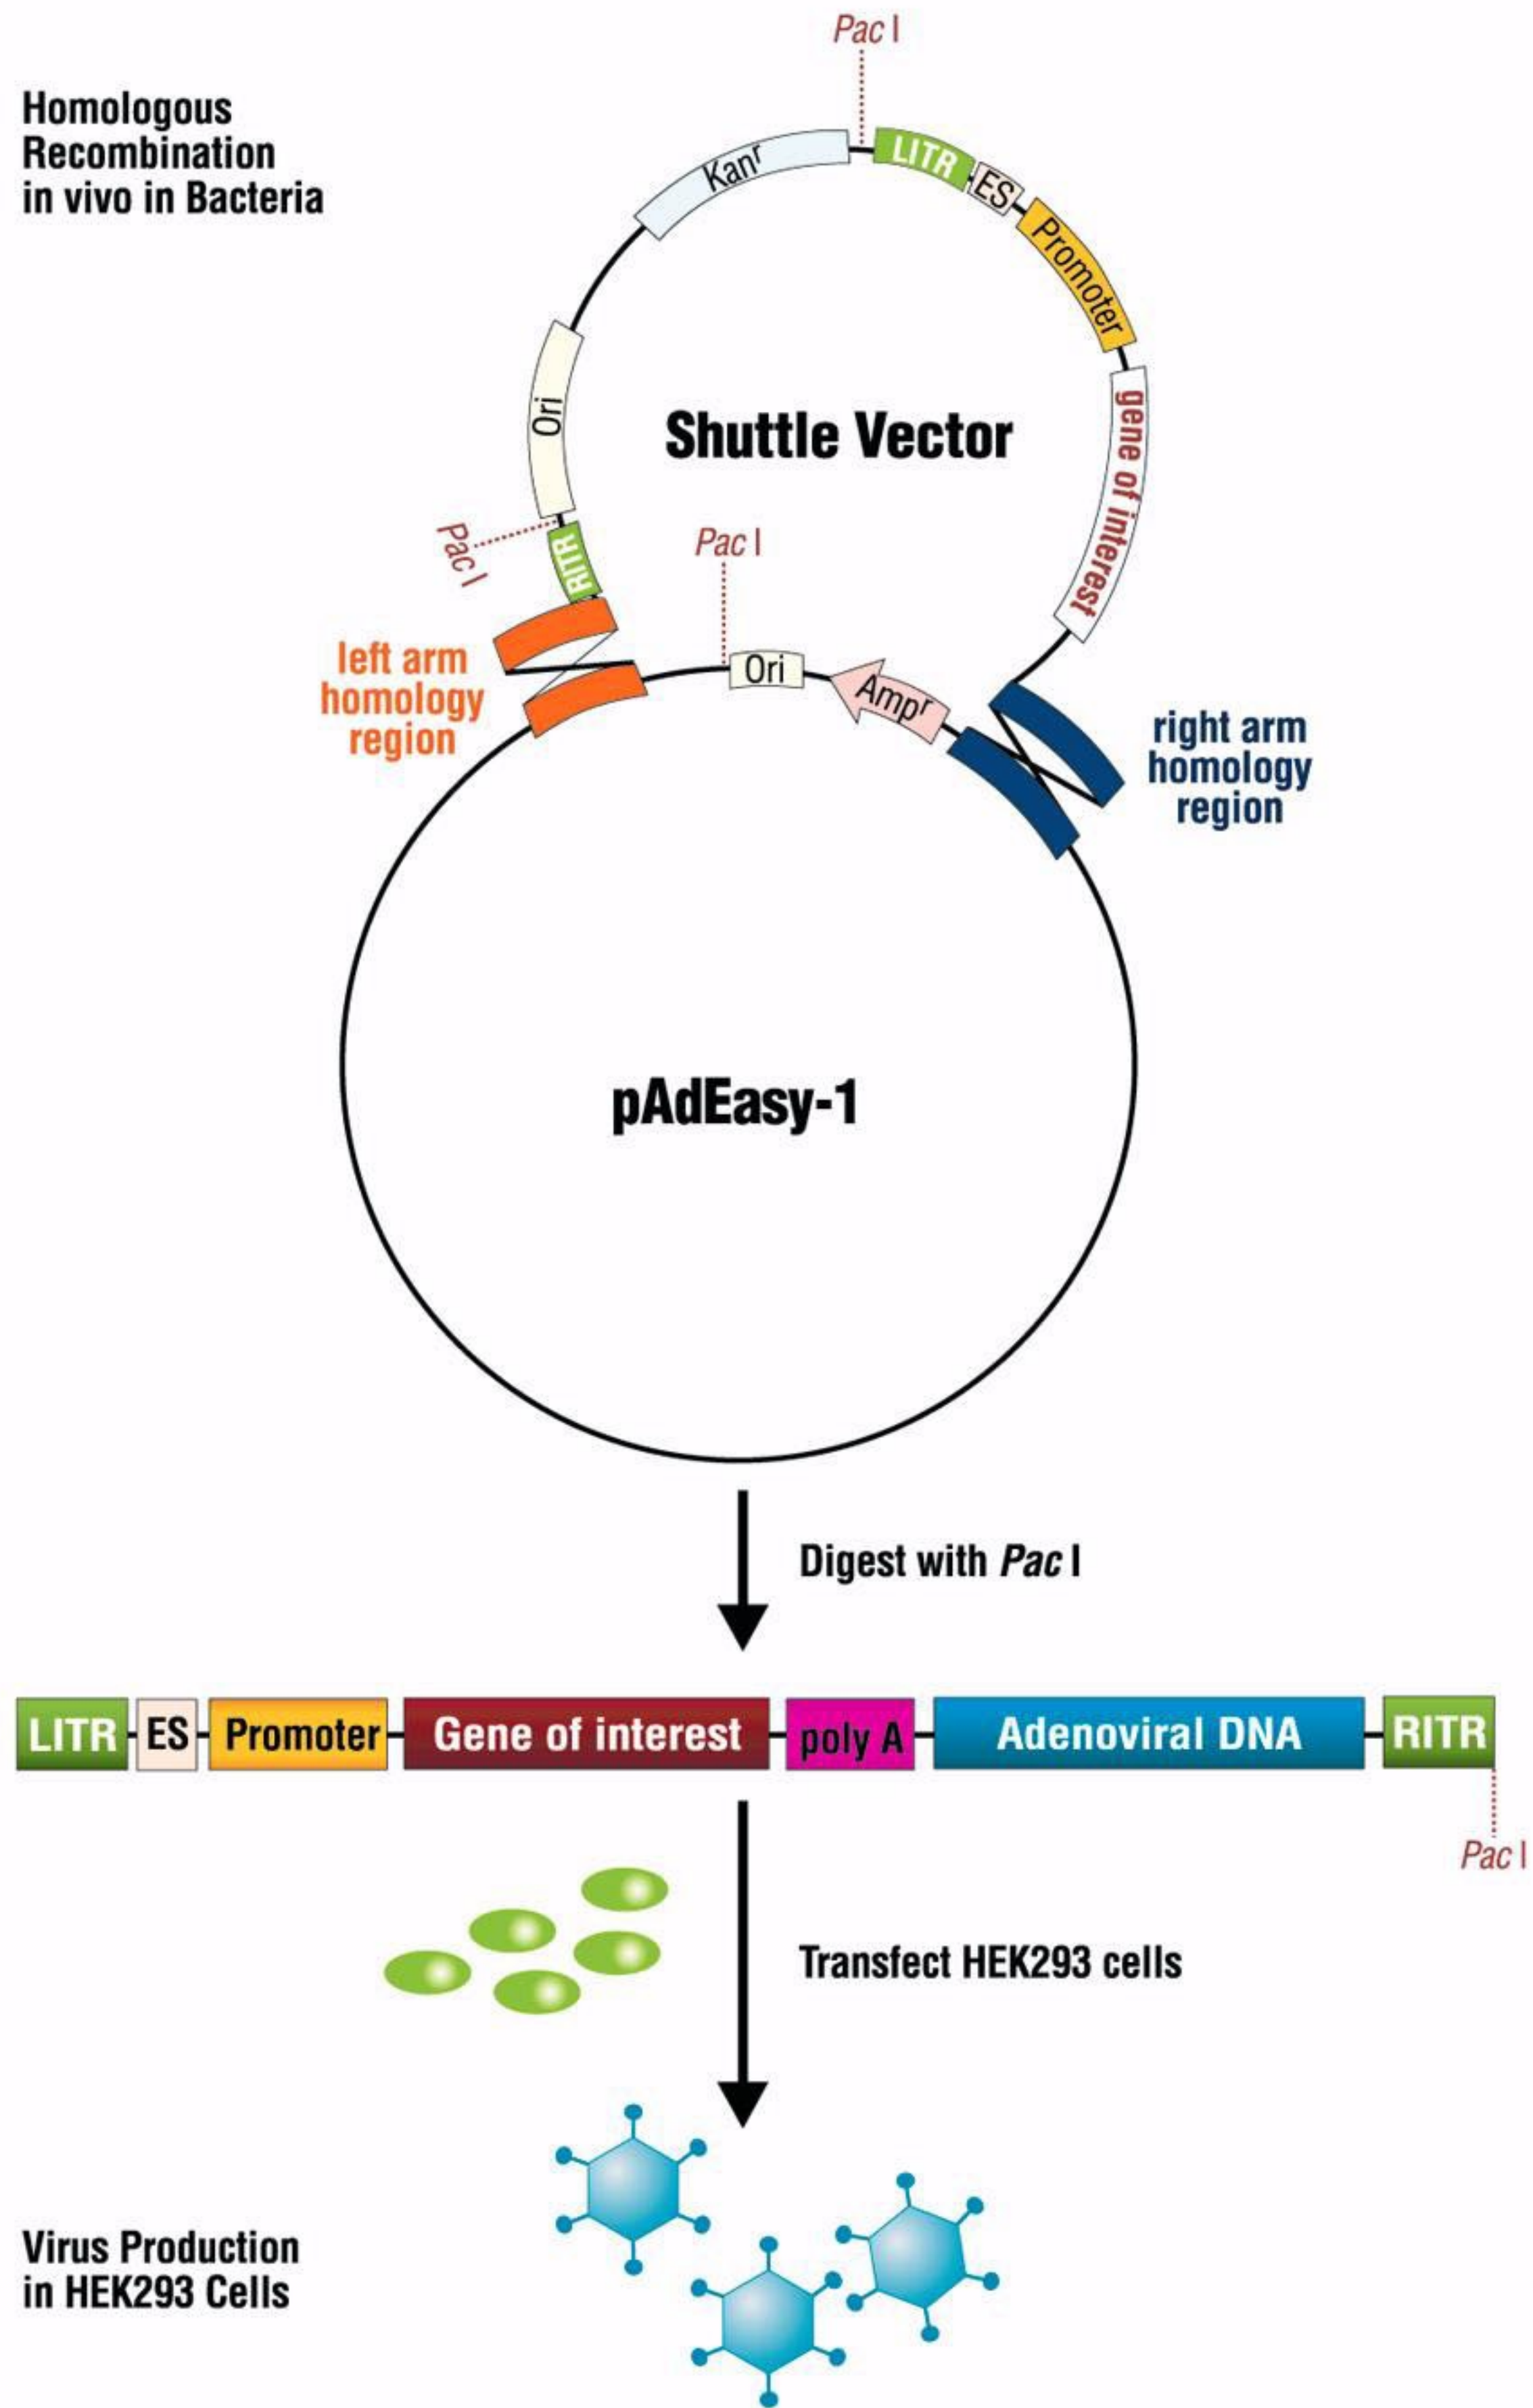 Pac I
Homologous
Recombination
in vivo in Bacteria
Kanʳ
LITR
ES
Promoter
Ori
Shuttle Vector
gene of interest
Pac I
RITR
Pac I
left arm
homology
region
Ori
Ampʳ
right arm
homology
region
pAdEasy-1
Digest with Pac I
LITR ES Promoter Gene of interest poly A Adenoviral DNA RITR
Pac I
Transfect HEK293 cells
Virus Production
in HEK293 Cells